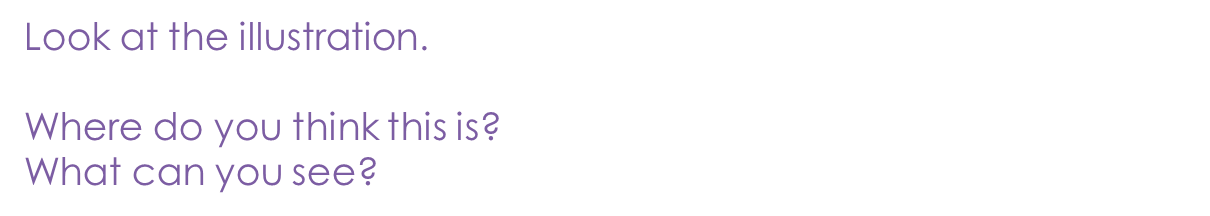 Look at the illustration.
Where do you think this is?
What can you see?